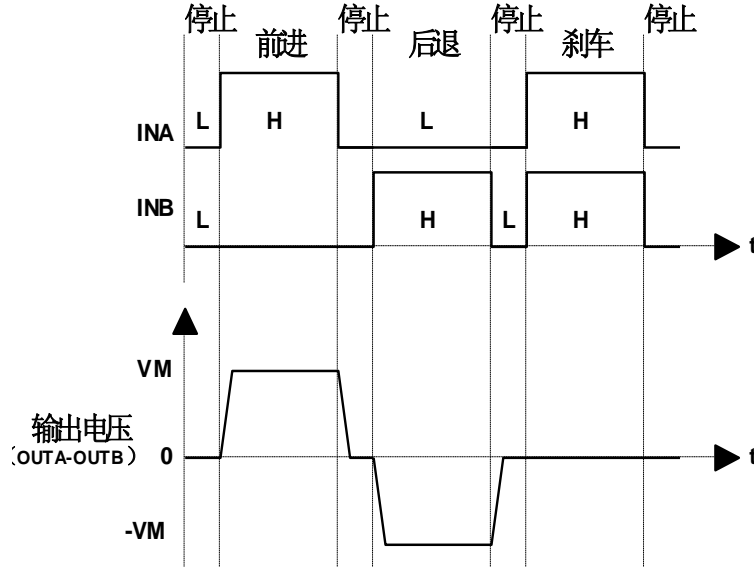 停止 停止 停止 停止
前进 后退 刹车
L H L H
INA
INB
L H L H
t
VM
输出电压
(OUTA-OUTB) 0 t
-VM